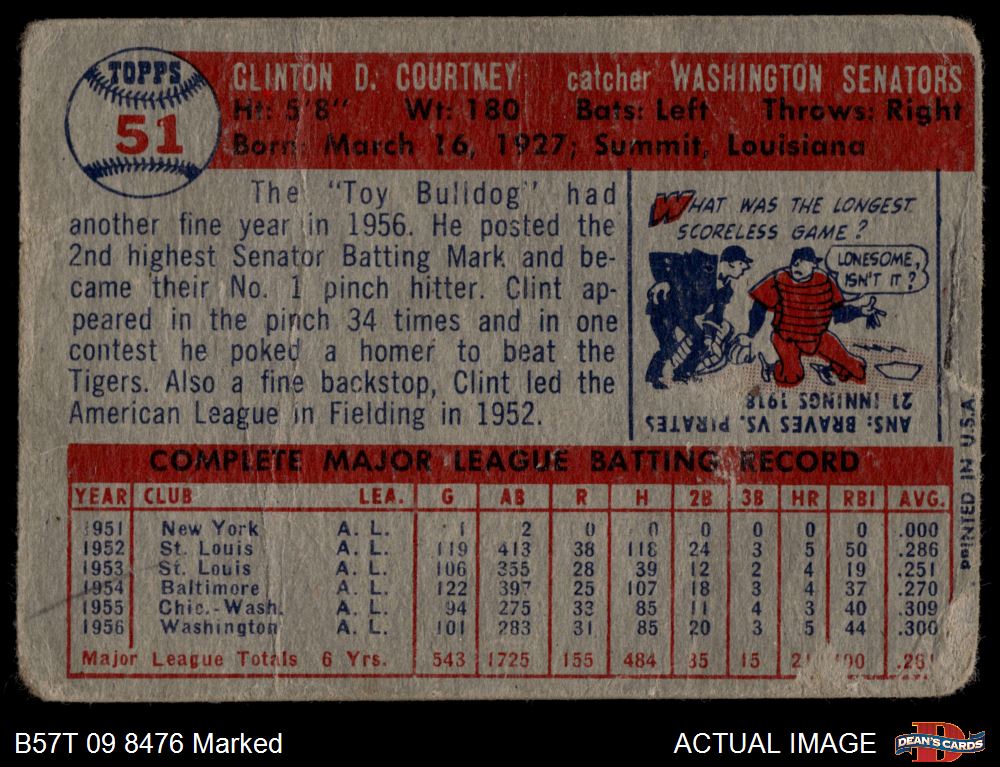 TOPPS
51
CLINTON D. COURTNEY catcher WASHINGTON SENATORS
Ht: 5'8" Wt: 180 Bats: Left Throws: Right
Born: March 16, 1927; Summit, Louisiana
The "Toy Bulldog" had
another fine year in 1956. He posted the
2nd highest Senator Batting Mark and be-
came their No. 1 pinch hitter. Clint ap-
peared in the pinch 34 times and in one
contest he poked a homer to beat the
Tigers. Also a fine backstop, Clint led the
American League in Fielding in 1952.
WHAT WAS THE LONGEST
SCORELESS GAME?
LONESOME,
ISN'T IT?
ANS: BRAVES VS. PIRATES
21 INNINGS 1918
PRINTED IN U.S.A.
COMPLETE MAJOR LEAGUE BATTING RECORD
YEAR CLUB LEA. G AB R H 2B 3B HR RBI AVG.
1951 New York A. L. 1 2 0 0 0 0 0 0 .000
1952 St. Louis A. L. 119 413 38 118 24 3 5 50 .286
1953 St. Louis A. L. 106 355 28 39 12 2 4 19 .251
1954 Baltimore A. L. 122 397 25 107 18 3 4 37 .270
1955 Chic.-Wash. A. L. 94 275 33 85 11 4 3 40 .309
1956 Washington A. L. 101 283 31 85 20 3 5 44 .300
Major League Totals 6 Yrs. 543 1725 155 484 85 15
B57T 09 8476 Marked
ACTUAL IMAGE
DEAN'S CARDS